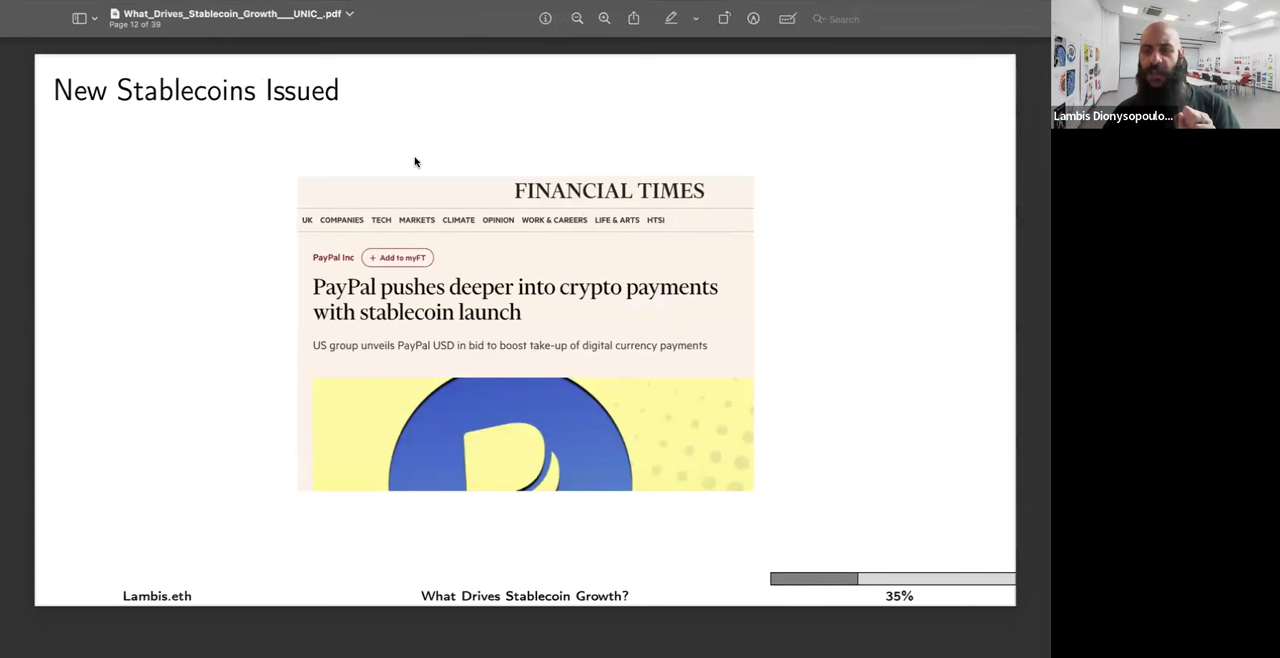 What_Drives_Stablecoin_Growth___UNIC_.pdf
Page 12 of 39
Search
Lambis Dionysopoulo...
New Stablecoins Issued
FINANCIAL TIMES
UK COMPANIES TECH MARKETS CLIMATE OPINION WORK & CAREERS LIFE & ARTS HTSI
PayPal Inc + Add to myFT
PayPal pushes deeper into crypto payments
with stablecoin launch
US group unveils PayPal USD in bid to boost take-up of digital currency payments
Lambis.eth What Drives Stablecoin Growth? 35%